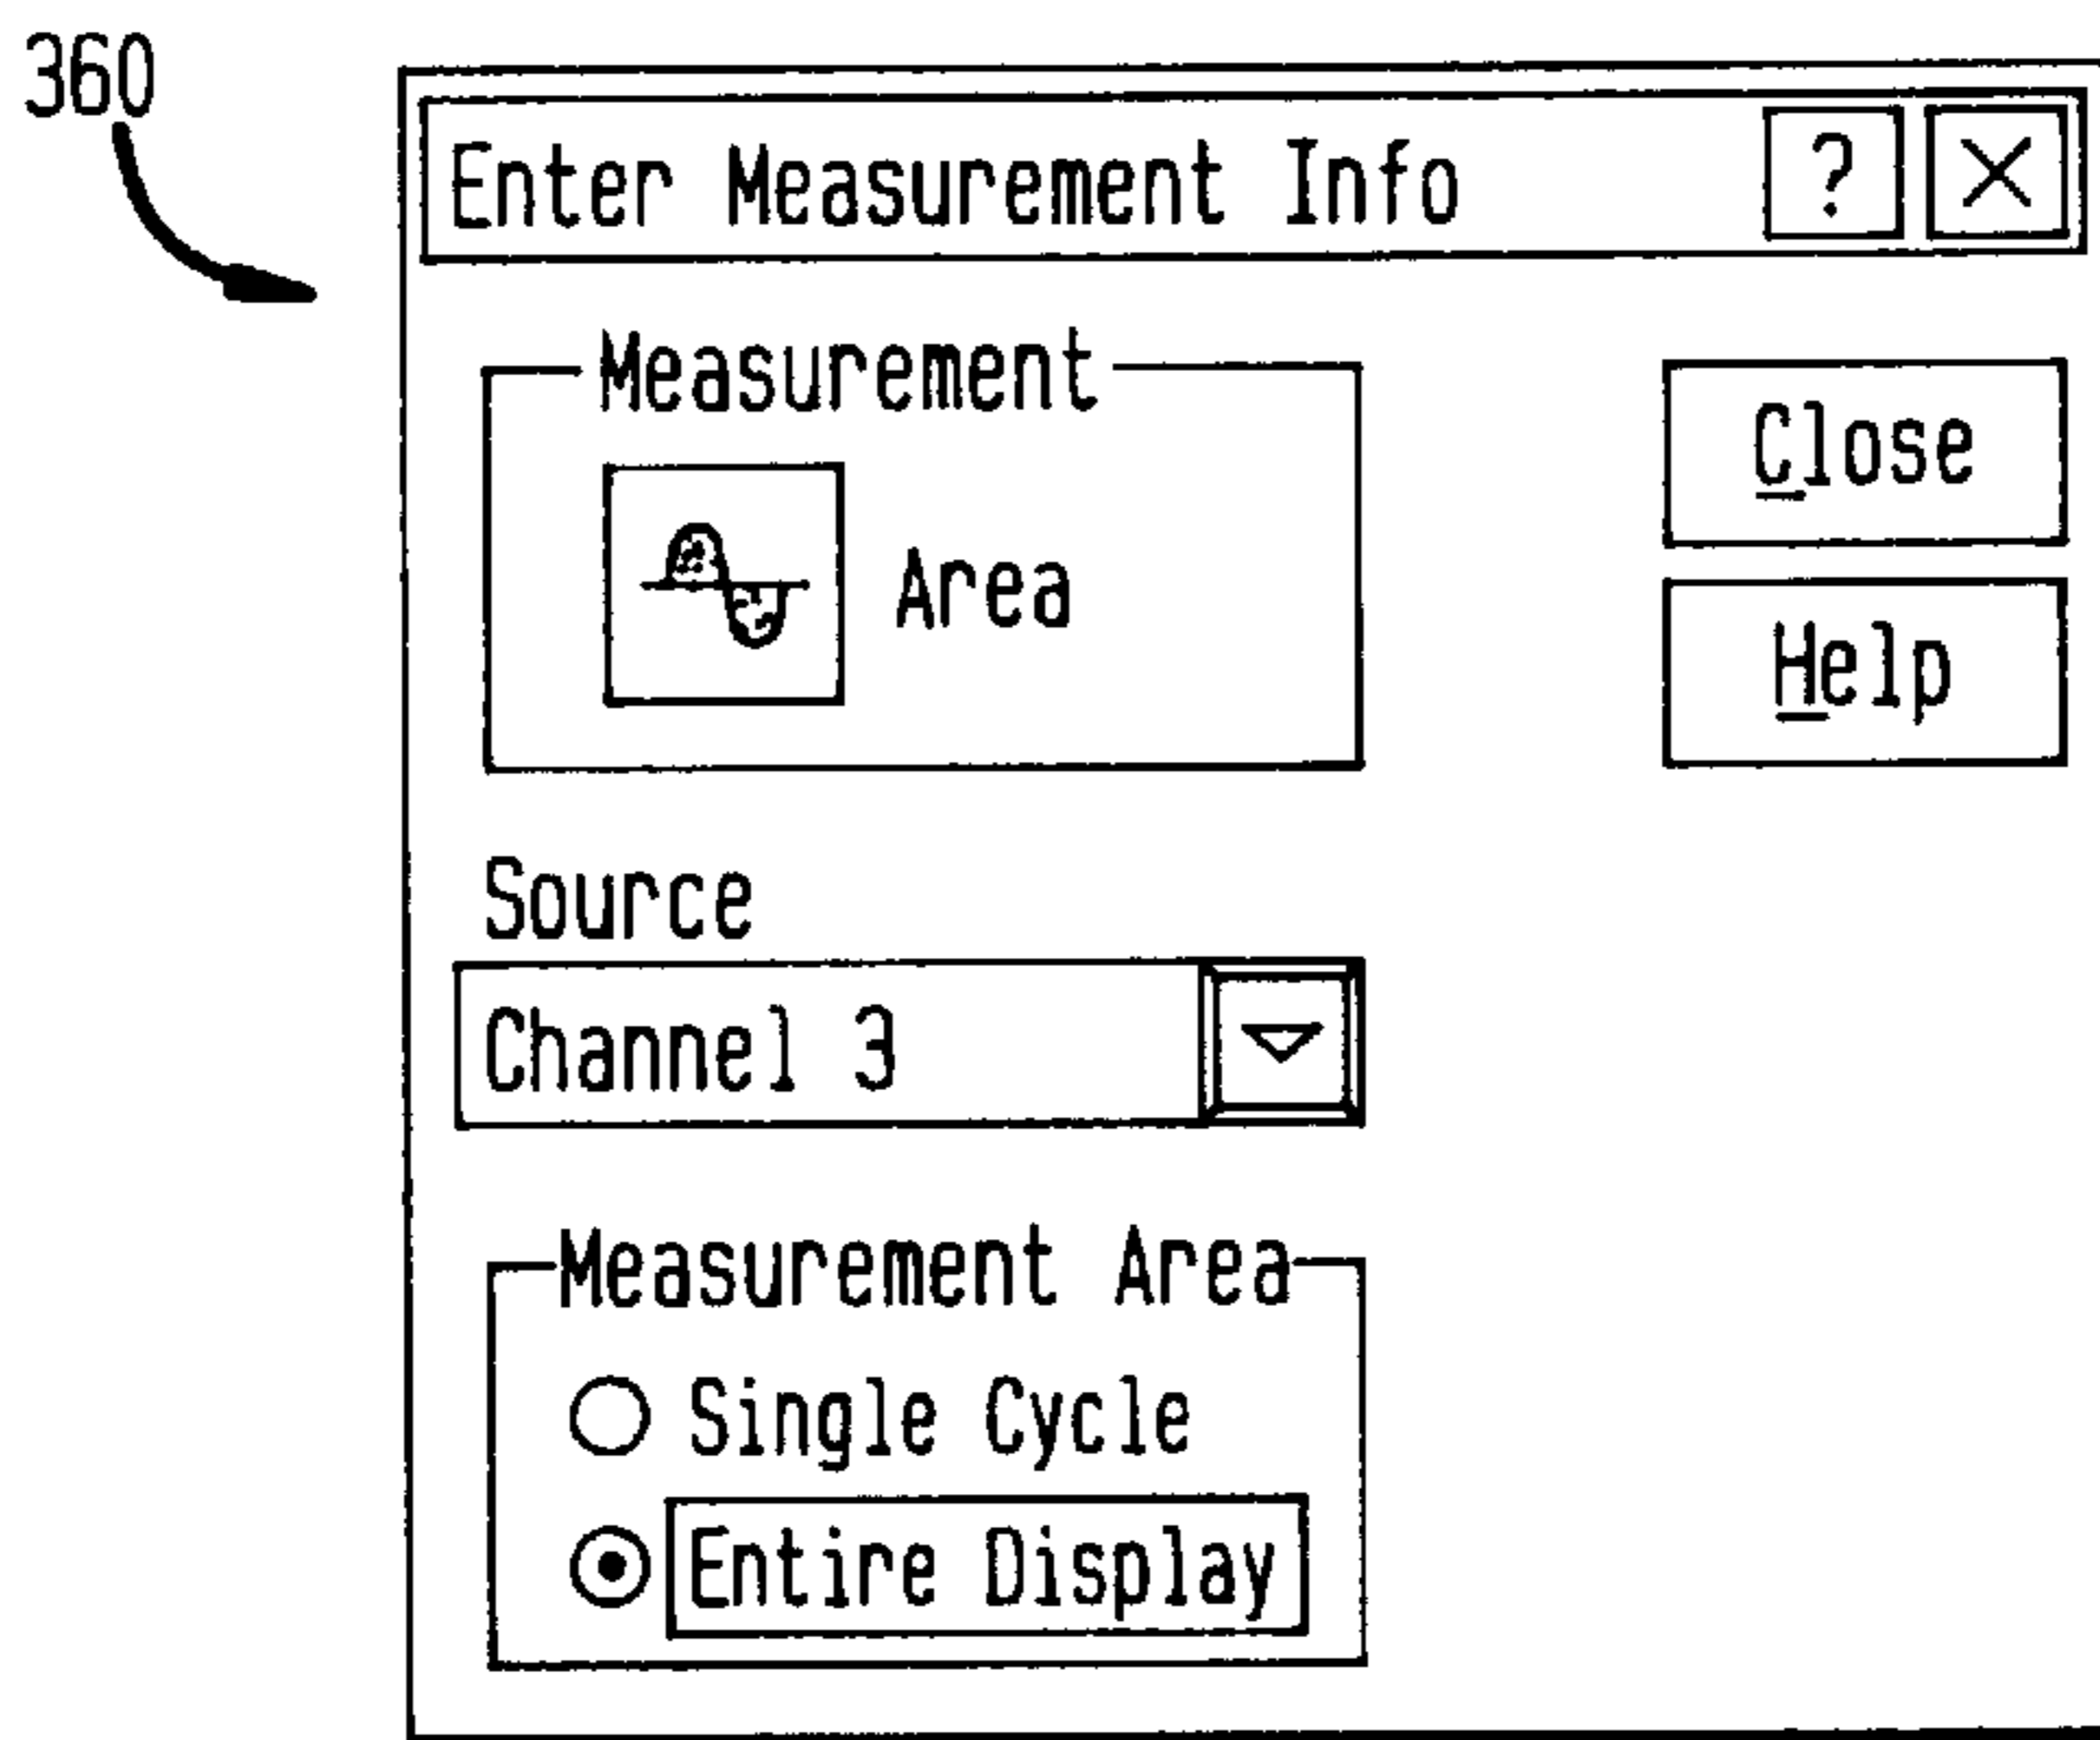 360
Enter Measurement Info ? X
Measurement
Close
Area
Help
Source
Channel 3
Measurement Area
Single Cycle
Entire Display